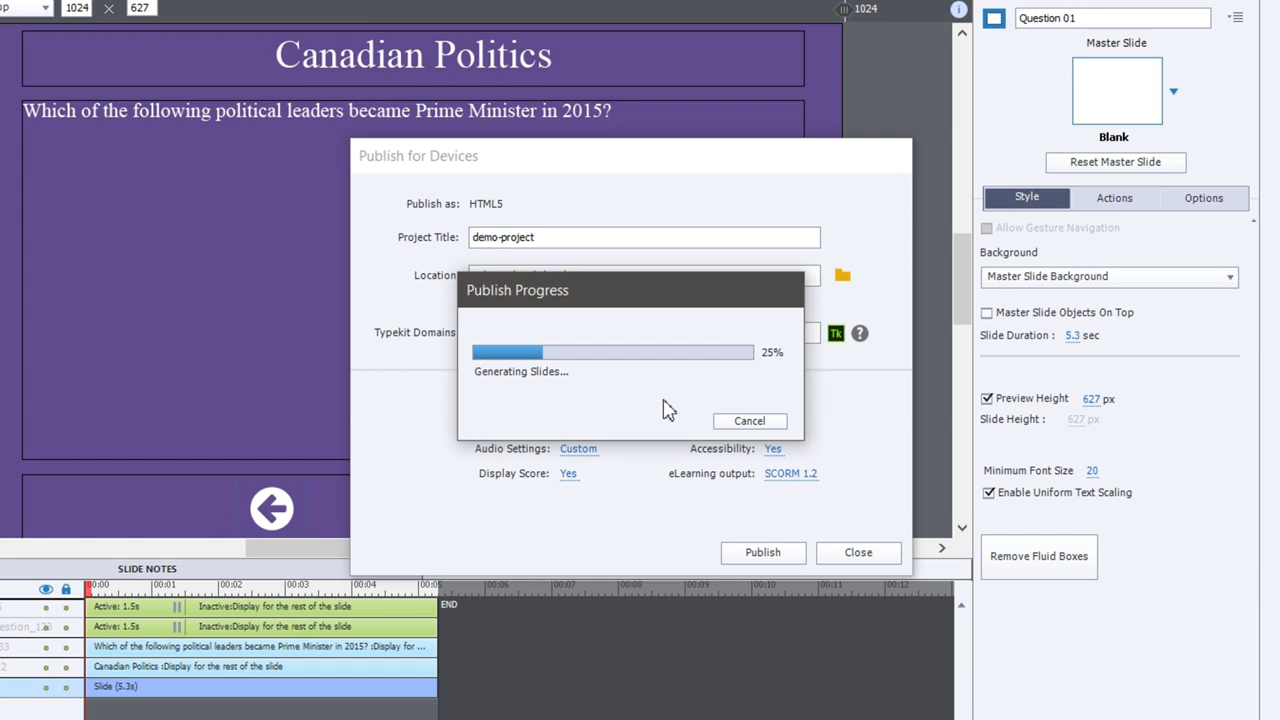 op 1024 627 1024
Question 01
Master Slide
Blank
Reset Master Slide
Style Actions Options
Allow Gesture Navigation
Background
Master Slide Background
Master Slide Objects On Top
Slide Duration : 5.3 sec
Preview Height 627 px
Slide Height : 627 px
Minimum Font Size 20
Enable Uniform Text Scaling
Remove Fluid Boxes
Canadian Politics
Which of the following political leaders became Prime Minister in 2015?
Publish for Devices
Publish as: HTML5
Project Title: demo-project
Location
Typekit Domains Tk ?
Publish Progress
25%
Generating Slides...
Cancel
Audio Settings: Custom Accessibility: Yes
Display Score: Yes eLearning output: SCORM 1.2
Publish Close
SLIDE NOTES
00:00 00:01 00:02 00:03 00:04 00:05 00:06 00:07 00:08 00:09 00:10 00:11 00:12
Active: 1.5s Inactive:Display for the rest of the slide END
Active: 1.5s Inactive:Display for the rest of the slide
33 Which of the following political leaders became Prime Minister in 2015? :Display for ...
2 Canadian Politics :Display for the rest of the slide
Slide (5.3s)